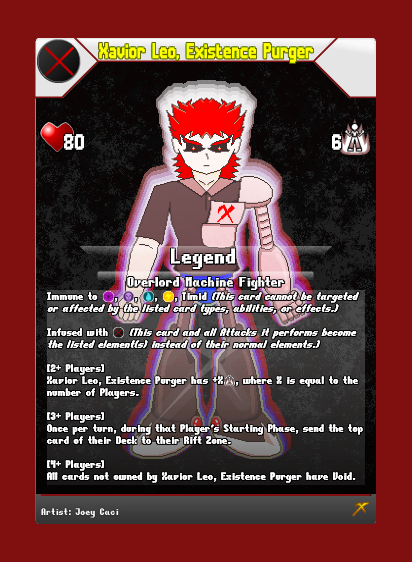 Xavior Leo, Existence Purger
80
6
Legend
Overlord Machine Fighter
Immune to , , , , Timid (This card cannot be targeted
or affected by the listed card types, abilities, or effects.)
Infused with (This card and all Attacks it performs become
the listed element(s) instead of their normal elements.)
[2+ Players]
Xavior Leo, Existence Purger has +X , where X is equal to the
number of Players.
[3+ Players]
Once per turn, during that Player's Starting Phase, send the top
card of their Deck to their Rift Zone.
[4+ Players]
All cards not owned by Xavior Leo, Existence Purger have Void.
Artist: Joey Caci